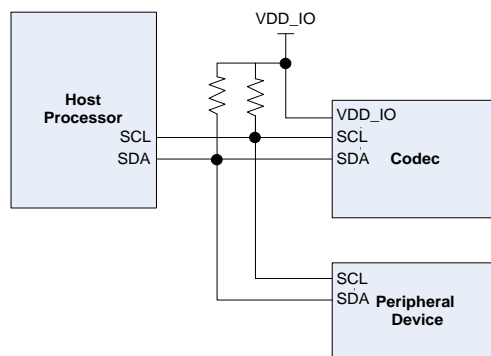 VDD_IO
Host
Processor
SCL
SDA
VDD_IO
SCL
SDA
Codec
SCL
SDA
Peripheral
Device